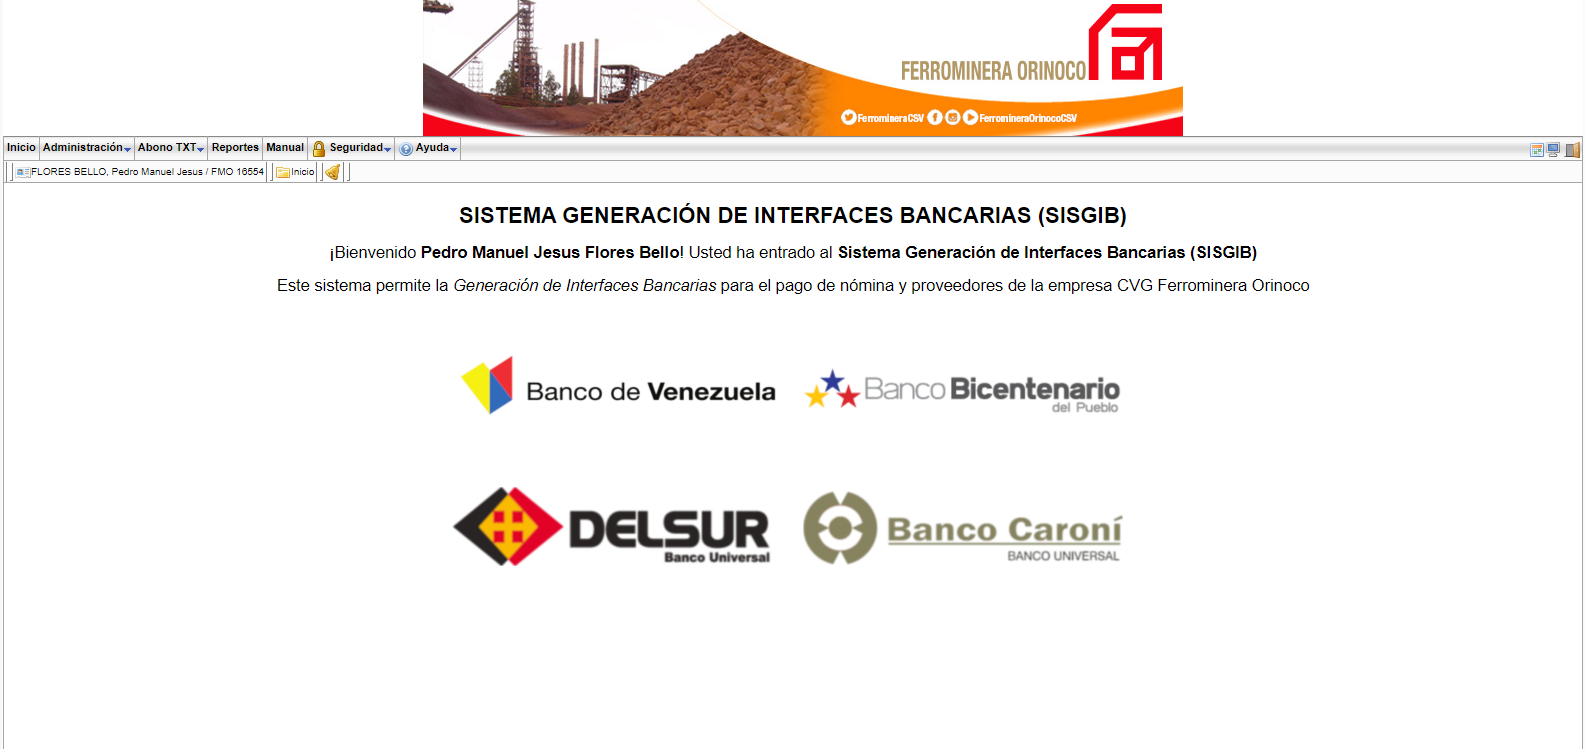 FERROMINERA ORINOCO
FerromineraCSV FerromineraOrinocoCSV
Inicio Administración Abono TXT Reportes Manual Seguridad Ayuda
FLORES BELLO, Pedro Manuel Jesus / FMO 16554 Inicio
SISTEMA GENERACIÓN DE INTERFACES BANCARIAS (SISGIB)
¡Bienvenido Pedro Manuel Jesus Flores Bello! Usted ha entrado al Sistema Generación de Interfaces Bancarias (SISGIB)
Este sistema permite la Generación de Interfaces Bancarias para el pago de nómina y proveedores de la empresa CVG Ferrominera Orinoco
Banco de Venezuela
Banco Bicentenario
del Pueblo
DELSUR
Banco Universal
Banco Caroní
BANCO UNIVERSAL